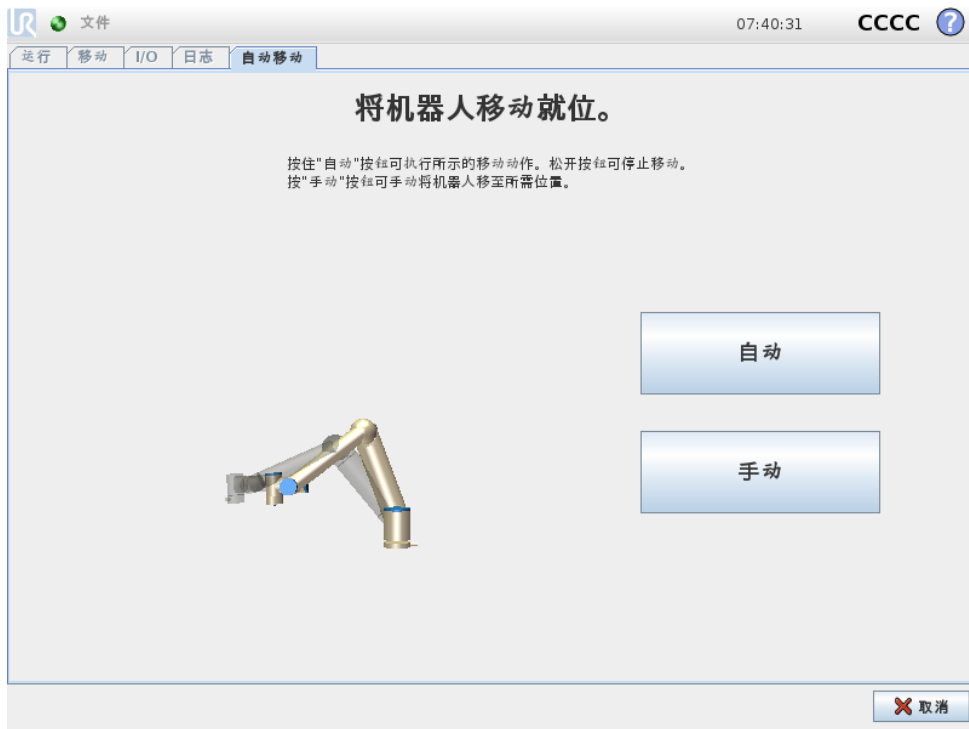 UR 文件 07:40:31 CCCC ?
运行 移动 I/O 日志 自动移动
将机器人移动就位。
按住"自动"按钮可执行所示的移动动作。松开按钮可停止移动。
按"手动"按钮可手动将机器人移至所需位置。
自动
手动
取消